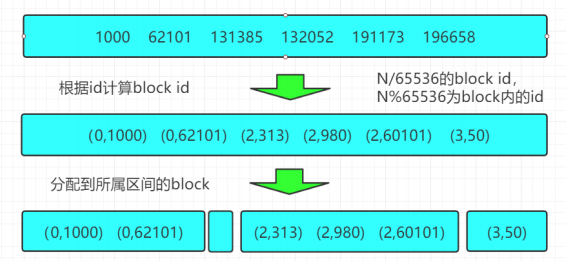 1000 62101 131385 132052 191173 196658
根据id计算block id
N/65536的block id，
N%65536为block内的id
(0,1000) (0,62101) (2,313) (2,980) (2,60101) (3,50)
分配到所属区间的block
(0,1000) (0,62101) (2,313) (2,980) (2,60101) (3,50)